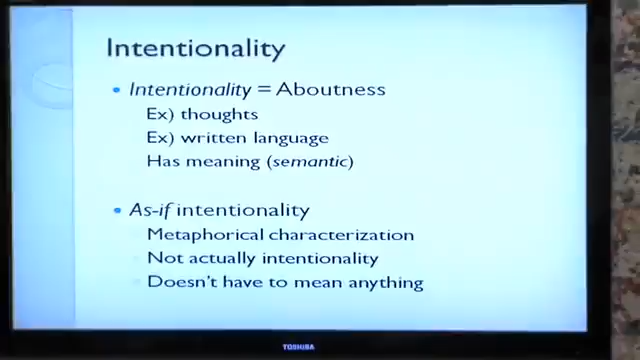 Intentionality
• Intentionality = Aboutness
Ex) thoughts
Ex) written language
Has meaning (semantic)
• As-if intentionality
Metaphorical characterization
Not actually intentionality
Doesn't have to mean anything
TOSHIBA